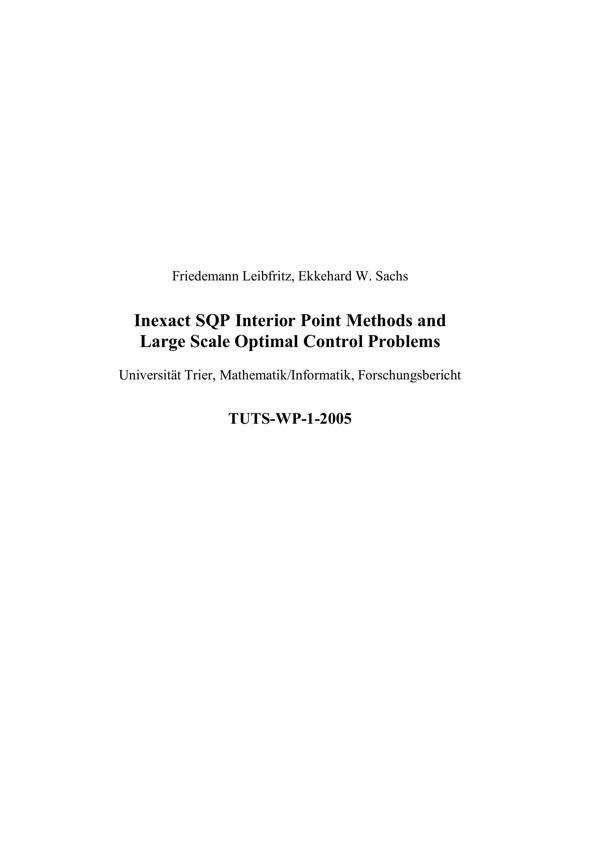 Friedemann Leibfritz, Ekkehard W. Sachs
Inexact SQP Interior Point Methods and
Large Scale Optimal Control Problems
Universität Trier, Mathematik/Informatik, Forschungsbericht
TUTS-WP-1-2005